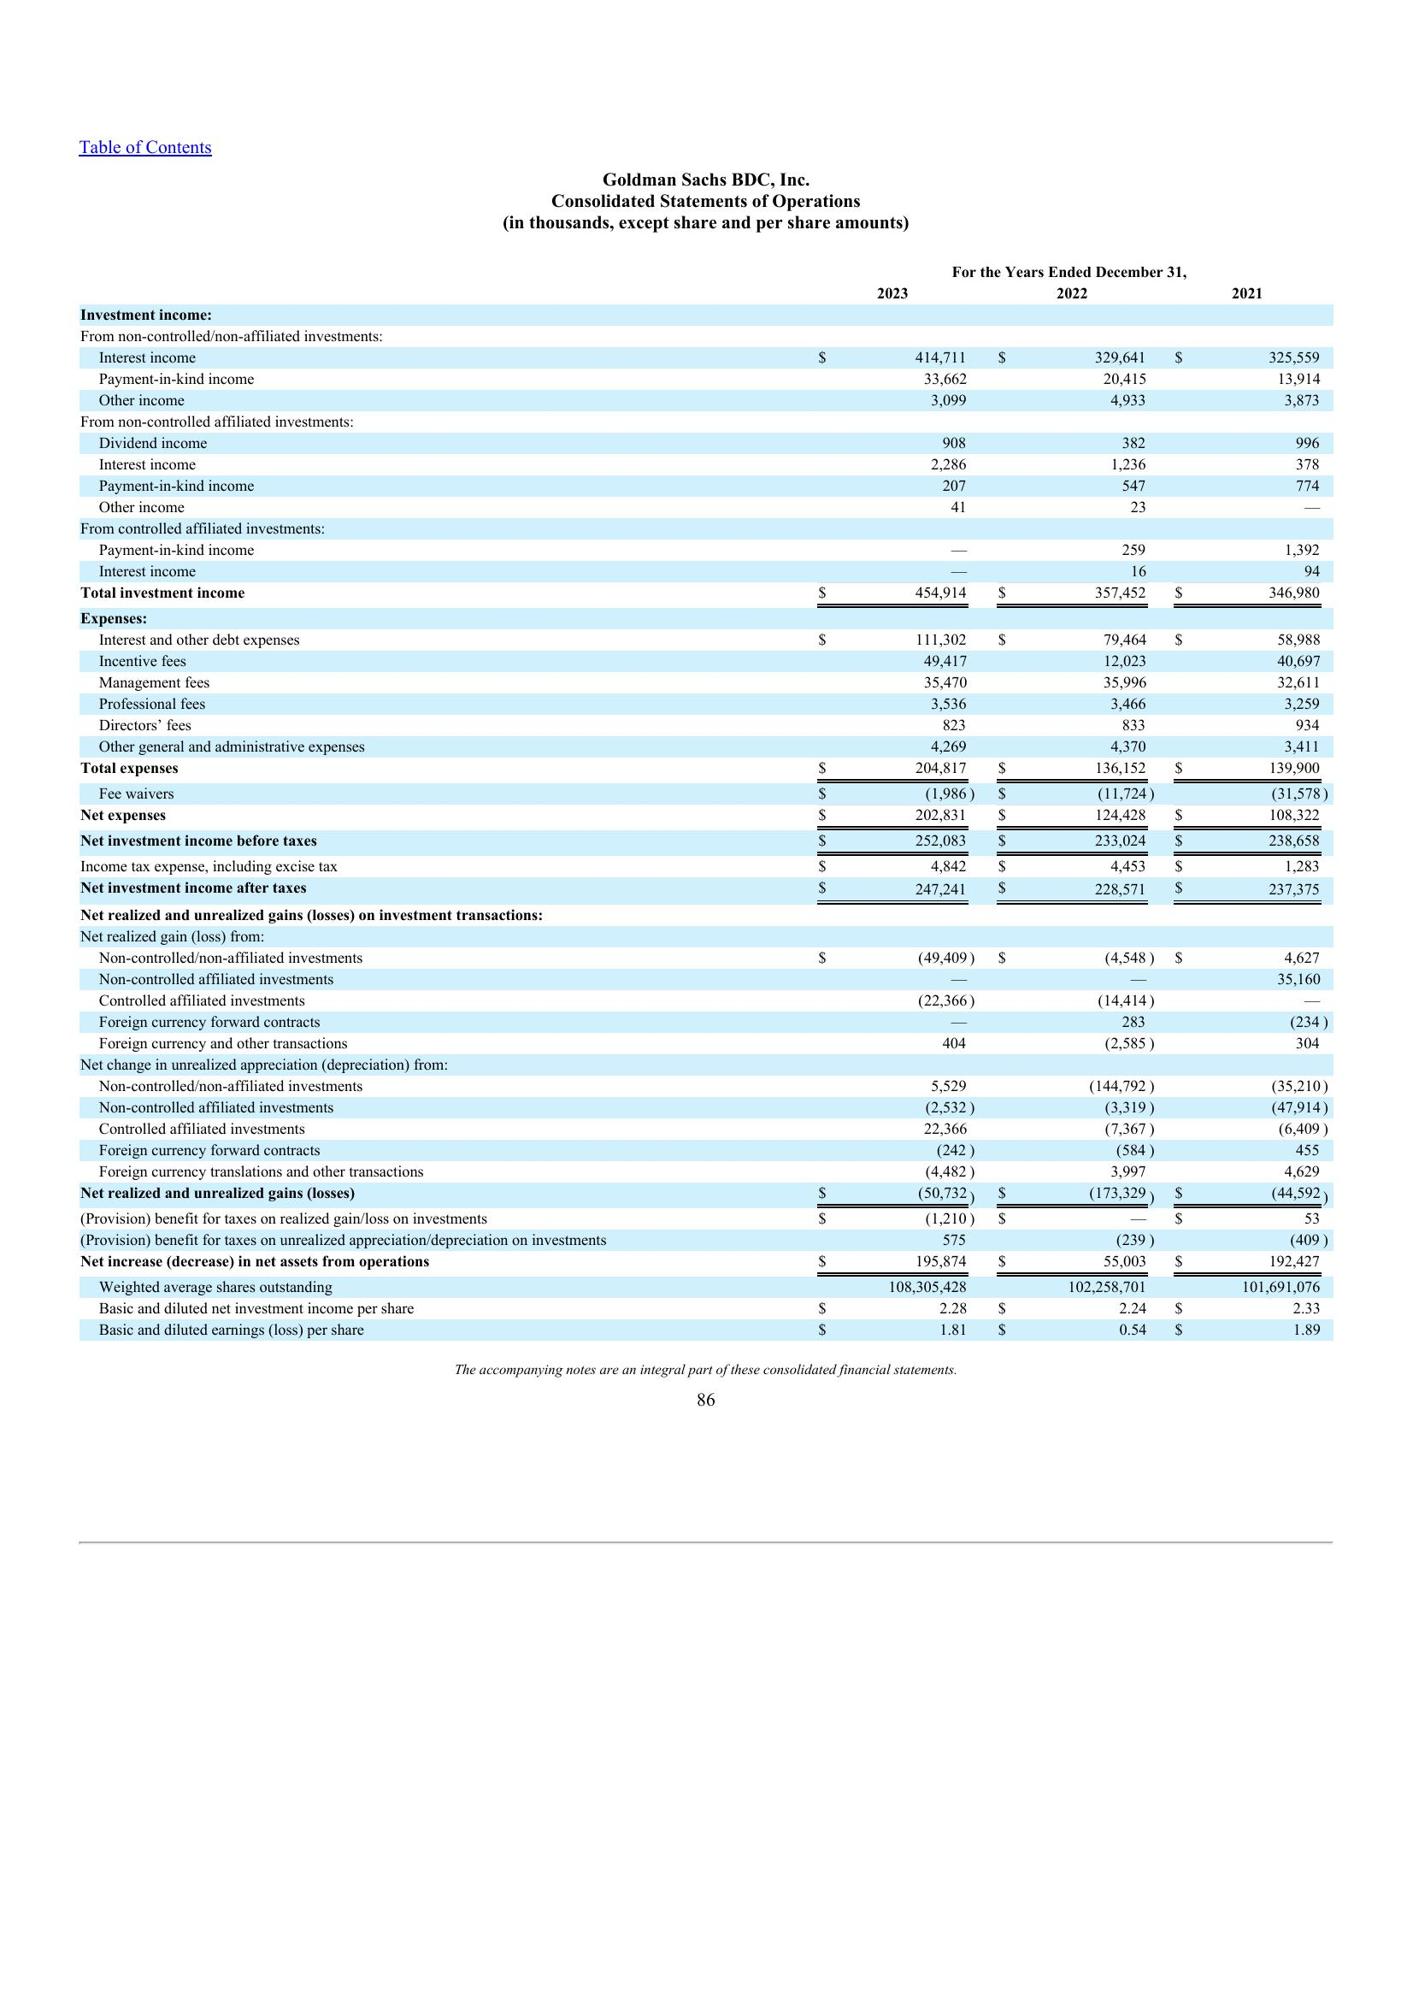 Table of Contents
Goldman Sachs BDC, Inc.
Consolidated Statements of Operations
(in thousands, except share and per share amounts)
For the Years Ended December 31,
2023 2022 2021
Investment income:
From non-controlled/non-affiliated investments:
Interest income $ 414,711 $ 329,641 $ 325,559
Payment-in-kind income 33,662 20,415 13,914
Other income 3,099 4,933 3,873
From non-controlled affiliated investments:
Dividend income 908 382 996
Interest income 2,286 1,236 378
Payment-in-kind income 207 547 774
Other income 41 23 —
From controlled affiliated investments:
Payment-in-kind income — 259 1,392
Interest income — 16 94
Total investment income $ 454,914 $ 357,452 $ 346,980
Expenses:
Interest and other debt expenses $ 111,302 $ 79,464 $ 58,988
Incentive fees 49,417 12,023 40,697
Management fees 35,470 35,996 32,611
Professional fees 3,536 3,466 3,259
Directors’ fees 823 833 934
Other general and administrative expenses 4,269 4,370 3,411
Total expenses $ 204,817 $ 136,152 $ 139,900
Fee waivers $ (1,986 ) $ (11,724 ) (31,578 )
Net expenses $ 202,831 $ 124,428 $ 108,322
Net investment income before taxes $ 252,083 $ 233,024 $ 238,658
Income tax expense, including excise tax $ 4,842 $ 4,453 $ 1,283
Net investment income after taxes $ 247,241 $ 228,571 $ 237,375
Net realized and unrealized gains (losses) on investment transactions:
Net realized gain (loss) from:
Non-controlled/non-affiliated investments $ (49,409 ) $ (4,548 ) $ 4,627
Non-controlled affiliated investments — — 35,160
Controlled affiliated investments (22,366 ) (14,414 ) —
Foreign currency forward contracts — 283 (234 )
Foreign currency and other transactions 404 (2,585 ) 304
Net change in unrealized appreciation (depreciation) from:
Non-controlled/non-affiliated investments 5,529 (144,792 ) (35,210 )
Non-controlled affiliated investments (2,532 ) (3,319 ) (47,914 )
Controlled affiliated investments 22,366 (7,367 ) (6,409 )
Foreign currency forward contracts (242 ) (584 ) 455
Foreign currency translations and other transactions (4,482 ) 3,997 4,629
Net realized and unrealized gains (losses) $ (50,732 ) $ (173,329 ) $ (44,592 )
(Provision) benefit for taxes on realized gain/loss on investments $ (1,210 ) $ — $ 53
(Provision) benefit for taxes on unrealized appreciation/depreciation on investments 575 (239 ) (409 )
Net increase (decrease) in net assets from operations $ 195,874 $ 55,003 $ 192,427
Weighted average shares outstanding 108,305,428 102,258,701 101,691,076
Basic and diluted net investment income per share $ 2.28 $ 2.24 $ 2.33
Basic and diluted earnings (loss) per share $ 1.81 $ 0.54 $ 1.89
The accompanying notes are an integral part of these consolidated financial statements.
86